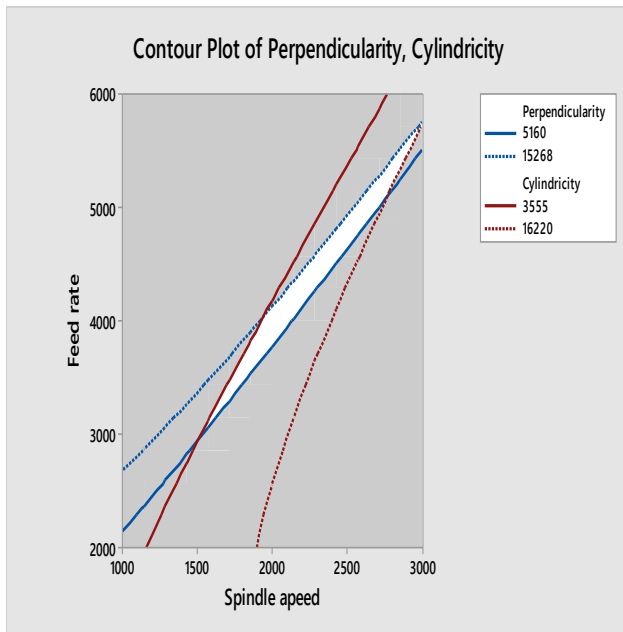 Contour Plot of Perpendicularity, Cylindricity
Perpendicularity
5160
15268
Cylindricity
3555
16220
Feed rate
6000
5000
4000
3000
2000
1000 1500 2000 2500 3000
Spindle apeed